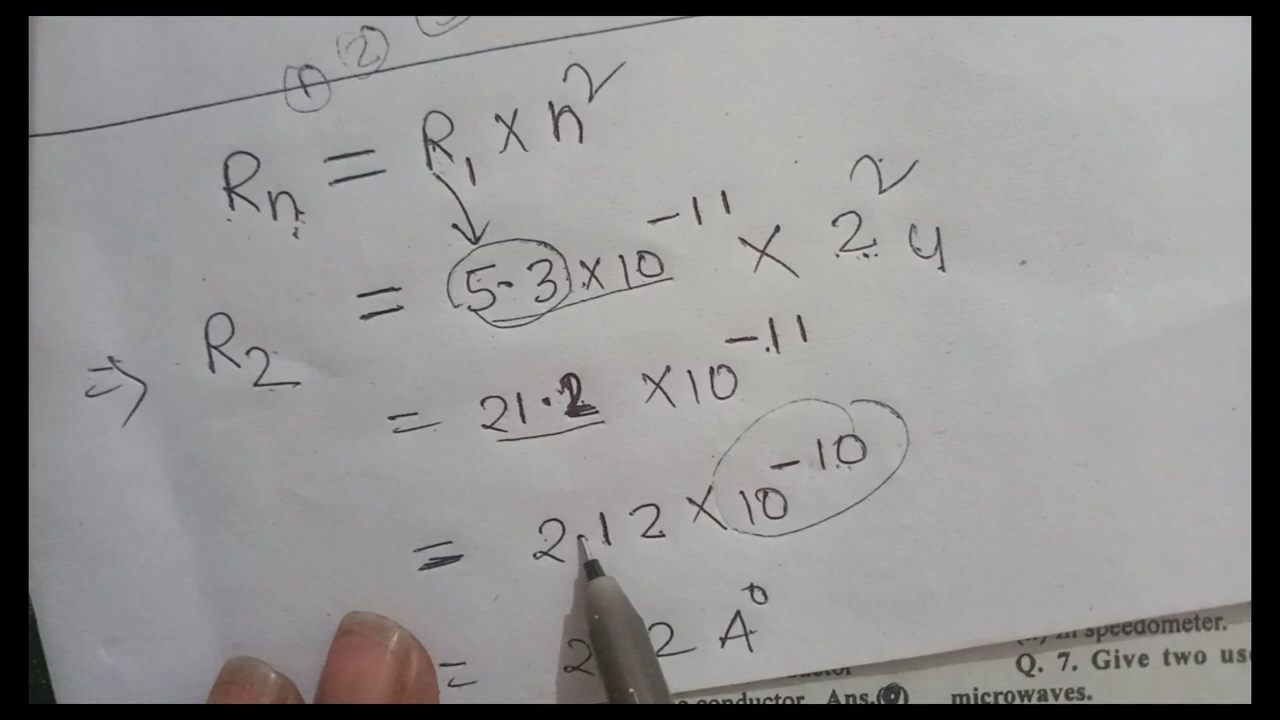 ① ②
Rn = R₁ × n²
⇒ R₂ = 5.3 × 10⁻¹¹ × 2² 4
= 21.2 × 10⁻¹¹
= 2.12 × 10⁻¹⁰
= 2 2 A⁰
speedometer.
Q. 7. Give two
conductor. Ans. microwaves.